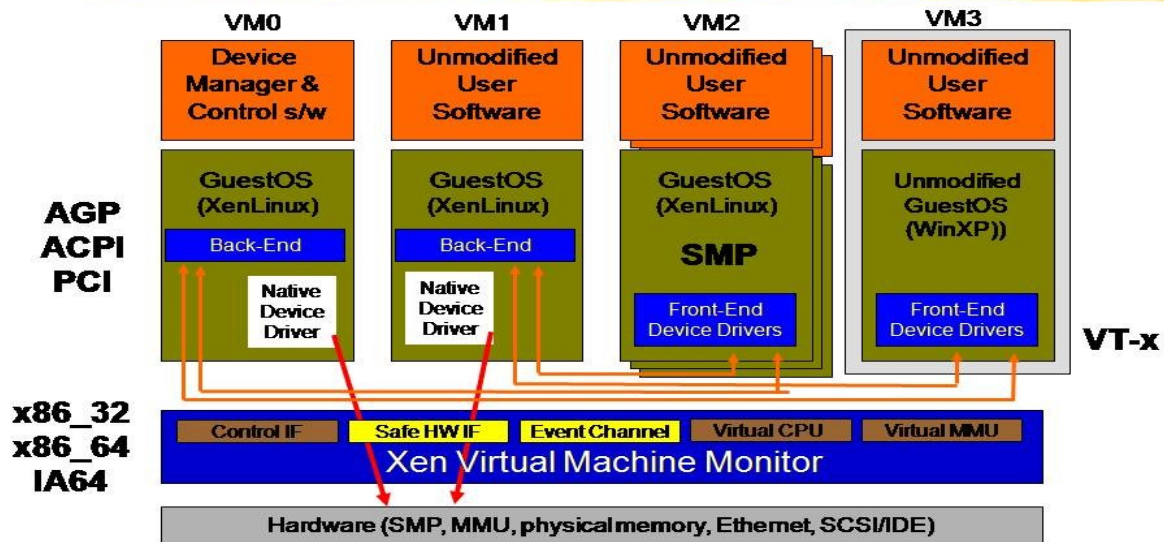 VM0
VM1
VM2
VM3
Device
Manager &
Control s/w
Unmodified
User
Software
Unmodified
User
Software
Unmodified
User
Software
AGP
ACPI
PCI
GuestOS
(XenLinux)
Back-End
Native
Device
Driver
GuestOS
(XenLinux)
Back-End
Native
Device
Driver
GuestOS
(XenLinux)
SMP
Front-End
Device Drivers
Unmodified
GuestOS
(WinXP))
Front-End
Device Drivers
VT-x
x86_32
x86_64
IA64
Control IF
Safe HW IF
Event Channel
Virtual CPU
Virtual MMU
Xen Virtual Machine Monitor
Hardware (SMP, MMU, physical memory, Ethernet, SCSI/IDE)